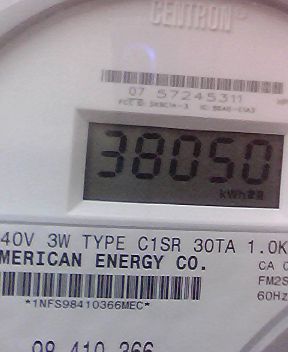 CENTRON
07 57245311
38050
kWh
40V 3W TYPE C1SR 30TA 1.0K
MERICAN ENERGY CO.
CA
FM2S
60Hz
*1NFS98410366MEC*
98 410 366